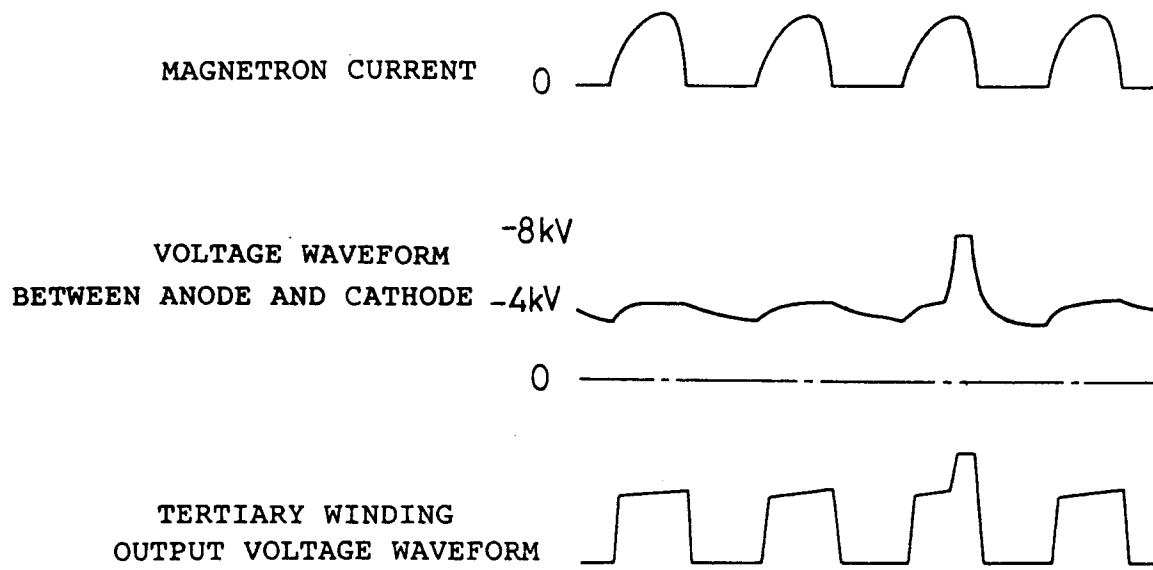 MAGNETRON CURRENT 0
-8kV
VOLTAGE WAVEFORM
BETWEEN ANODE AND CATHODE -4kV
0
TERTIARY WINDING
OUTPUT VOLTAGE WAVEFORM